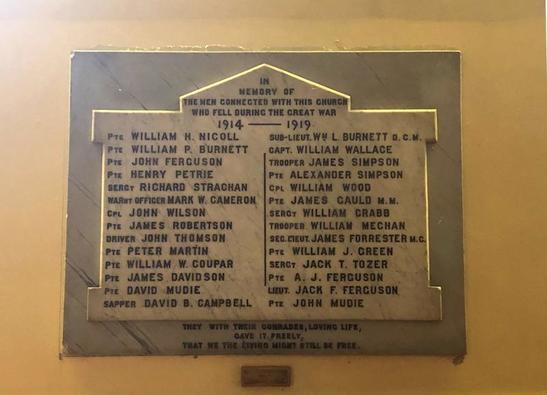 IN
MEMORY OF
THE MEN CONNECTED WITH THIS CHURCH
WHO FELL DURING THE GREAT WAR
1914 — 1919
PTE WILLIAM H. NICOLL
PTE WILLIAM P. BURNETT
PTE JOHN FERGUSON
PTE HENRY PETRIE
SERGT RICHARD STRACHAN
WARNT OFFICER MARK W. CAMERON
CPL JOHN WILSON
PTE JAMES ROBERTSON
DRIVER JOHN THOMSON
PTE PETER MARTIN
PTE WILLIAM W. COUPAR
PTE JAMES DAVIDSON
PTE DAVID MUDIE
SAPPER DAVID B. CAMPBELL
SUB-LIEUT. WM L. BURNETT D.C.M.
CAPT. WILLIAM WALLACE
TROOPER JAMES SIMPSON
PTE ALEXANDER SIMPSON
CPL WILLIAM WOOD
PTE JAMES GAULD M.M.
SERGT WILLIAM CRABB
TROOPER WILLIAM MECHAN
SEC. LIEUT. JAMES FORRESTER M.C.
PTE WILLIAM J. GREEN
SERGT JACK T. TOZER
PTE A. J. FERGUSON
LIEUT. JACK F. FERGUSON
PTE JOHN MUDIE
THEY WITH THEIR COMRADES, LOVING LIFE,
GAVE IT FREELY,
THAT WE THE LIVING MIGHT STILL BE FREE.